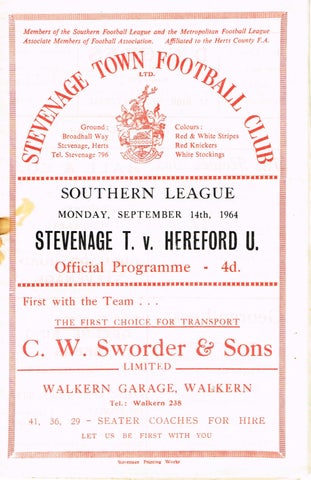 Members of the Southern Football League and the Metropolitan Football League
Associate Members of Football Association. Affiliated to the Herts County F.A.
STEVENAGE TOWN FOOTBALL CLUB
LTD.
Ground :
Broadhall Way
Stevenage, Herts
Tel. Stevenage 796
Colours :
Red & White Stripes
Red Knickers
White Stockings
SOUTHERN LEAGUE
MONDAY, SEPTEMBER 14th, 1964
STEVENAGE T. v. HEREFORD U.
Official Programme - 4d.
First with the Team . . .
THE FIRST CHOICE FOR TRANSPORT
C. W. Sworder & Sons
LIMITED
WALKERN GARAGE, WALKERN
Tel.: Walkern 238
41, 36, 29 - SEATER COACHES FOR HIRE
LET US BE FIRST WITH YOU
Stevenage Printing Works